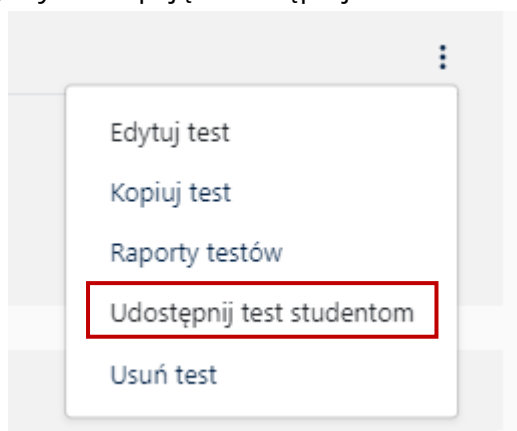 Edytuj test
Kopiuj test
Raporty testów
Udostępnij test studentom
Usuń test